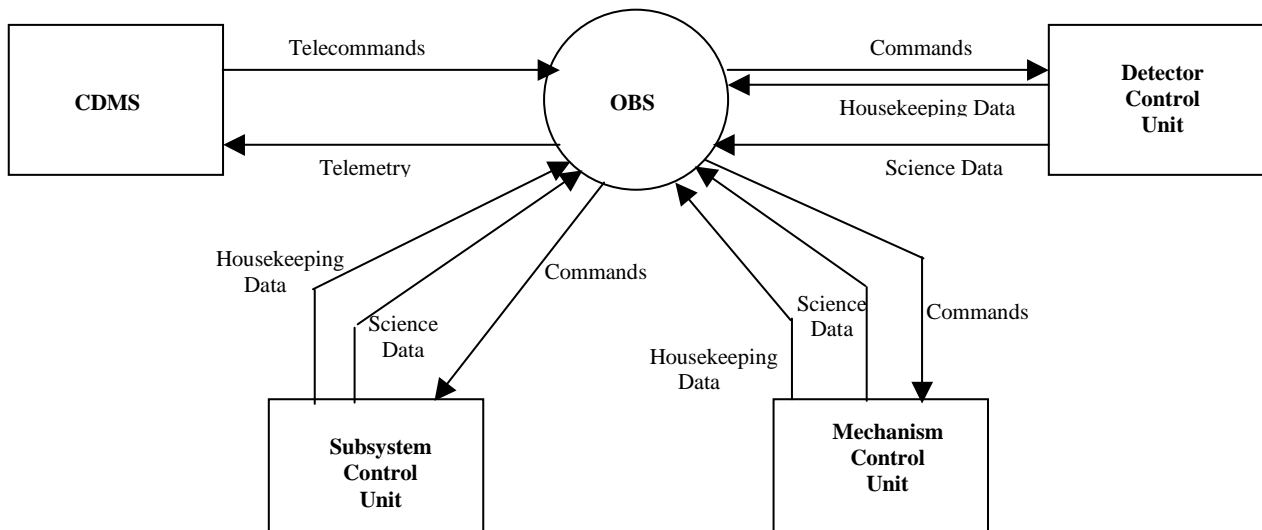 Telecommands
Commands
CDMS
OBS
Detector
Control
Unit
Housekeeping Data
Telemetry
Science Data
Housekeeping
Data
Commands
Science
Data
Science
Data
Commands
Housekeeping
Data
Subsystem
Control
Unit
Mechanism
Control
Unit